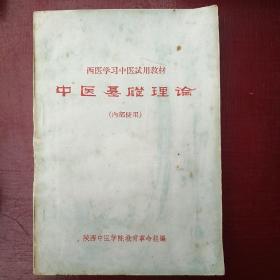 西医学习中医试用教材
中医基础理论
(内部使用)
陕西中医学院教育革命组编